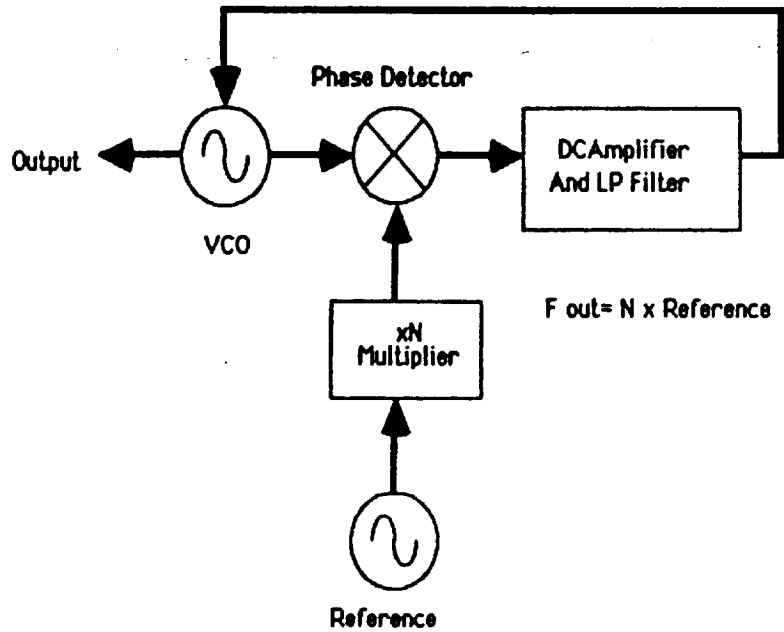 Phase Detector
Output
VCO
DCAmplifier
And LP Filter
F out= N x Reference
xN
Multiplier
Reference